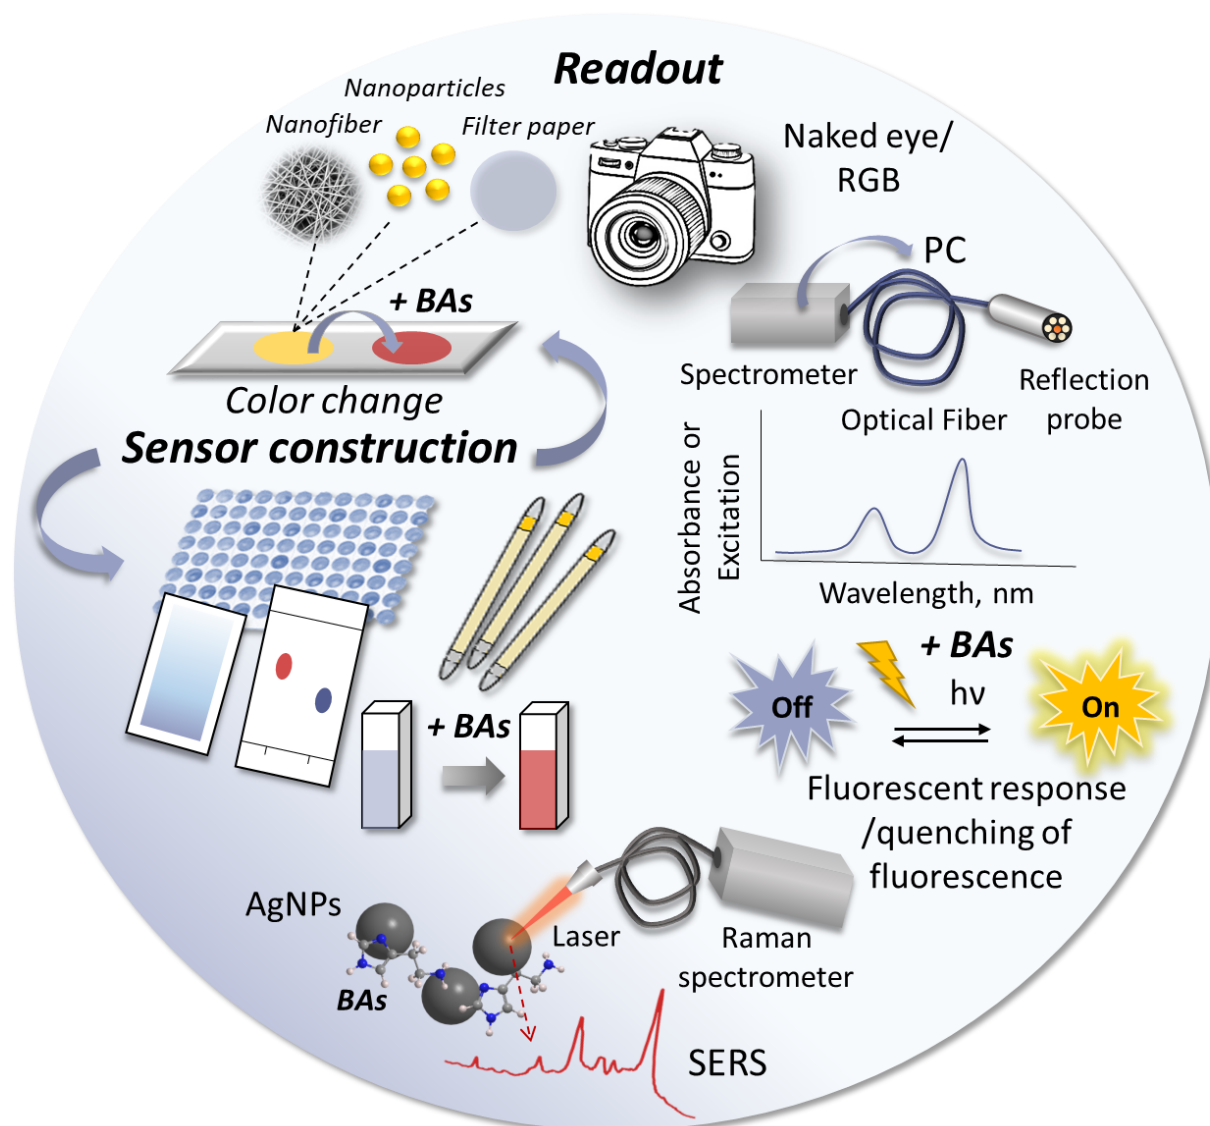 Readout
Nanoparticles
Nanofiber
Filter paper
Naked eye/
RGB
PC
+ BAs
Spectrometer
Reflection
probe
Optical Fiber
Color change
Sensor construction
Absorbance or
Excitation
Wavelength, nm
+ BAs
hν
Off
On
+ BAs
Fluorescent response
/quenching of
fluorescence
AgNPs
Laser
Raman
spectrometer
BAs
SERS